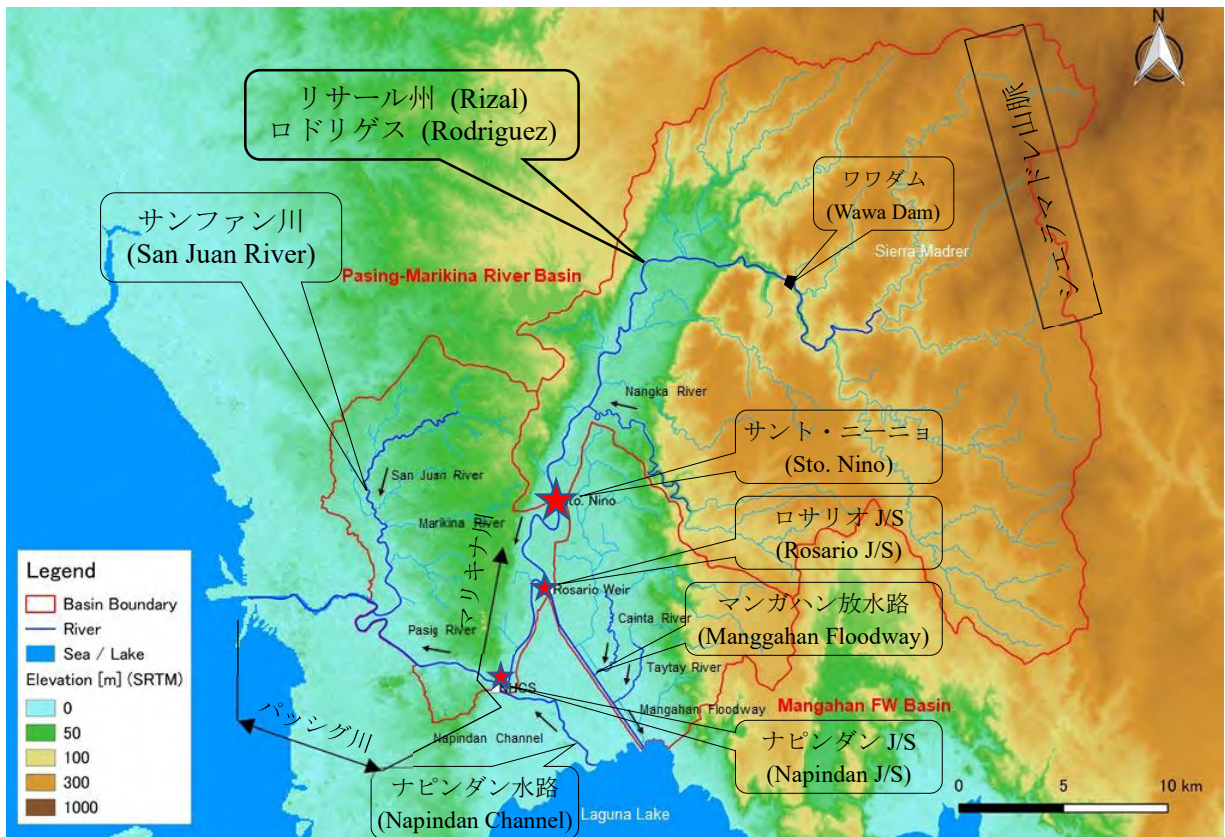 N
リサール州 (Rizal)
ロドリゲス (Rodriguez)
シェラマドレ山脈
ワワダム
(Wawa Dam)
サンファン川
(San Juan River)
Sierra Madrer
Pasing-Marikina River Basin
Nangka River
サント・ニーニョ
(Sto. Nino)
San Juan River
Sto. Nino
Marikina River
マリキナ川
ロサリオ J/S
(Rosario J/S)
Rosario Weir
マンガハン放水路
(Manggahan Floodway)
Cainta River
Pasig River
Taytay River
NHCS
Mangahan Floodway
Mangahan FW Basin
パッシグ川
Napindan Channel
ナピンダン J/S
(Napindan J/S)
ナピンダン水路
(Napindan Channel)
Laguna Lake
Legend
Basin Boundary
River
Sea / Lake
Elevation [m] (SRTM)
0
50
100
300
1000
0 5 10 km